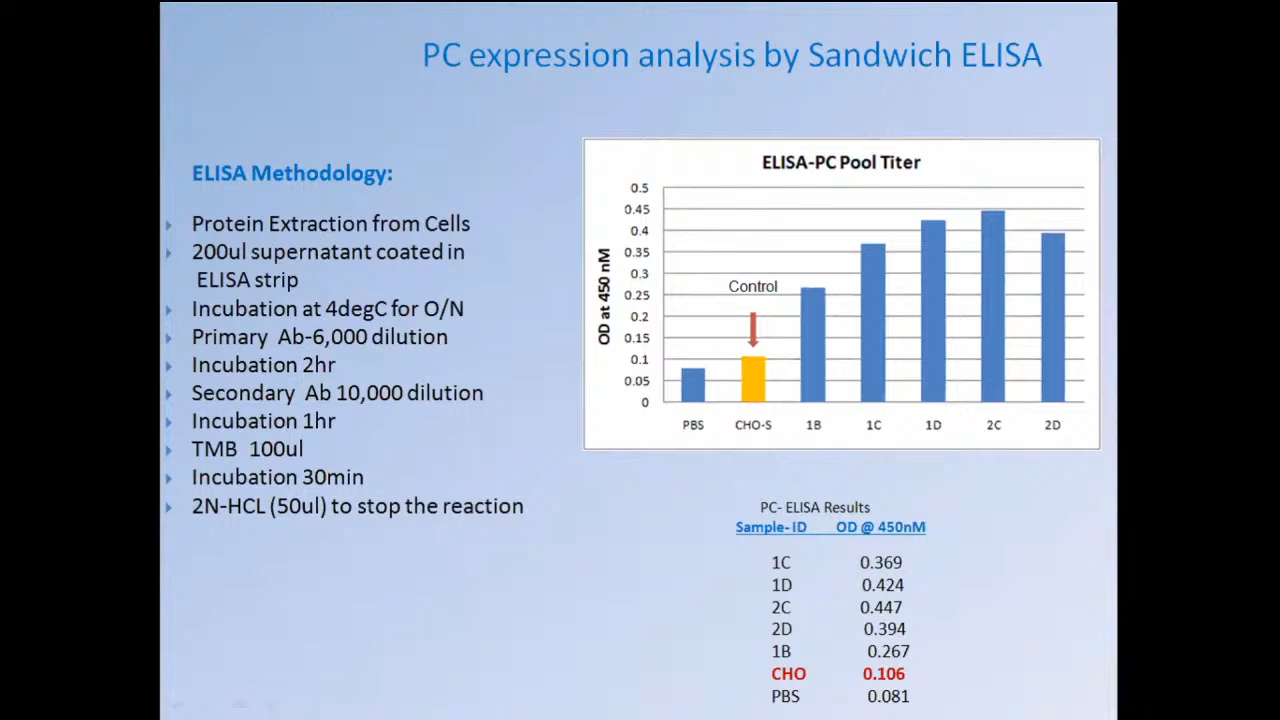 PC expression analysis by Sandwich ELISA
ELISA Methodology:
Protein Extraction from Cells
200ul supernatant coated in
ELISA strip
Incubation at 4degC for O/N
Primary Ab-6,000 dilution
Incubation 2hr
Secondary Ab 10,000 dilution
Incubation 1hr
TMB 100ul
Incubation 30min
2N-HCL (50ul) to stop the reaction
ELISA-PC Pool Titer
OD at 450 nM
0.5
0.45
0.4
0.35
0.3
0.25
0.2
0.15
0.1
0.05
0
Control
PBS CHO-S 1B 1C 1D 2C 2D
PC- ELISA Results
Sample- ID OD @ 450nM
1C 0.369
1D 0.424
2C 0.447
2D 0.394
1B 0.267
CHO 0.106
PBS 0.081